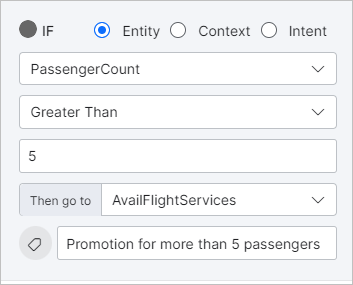 IF Entity Context Intent
PassengerCount
Greater Than
5
Then go to AvailFlightServices
Promotion for more than 5 passengers